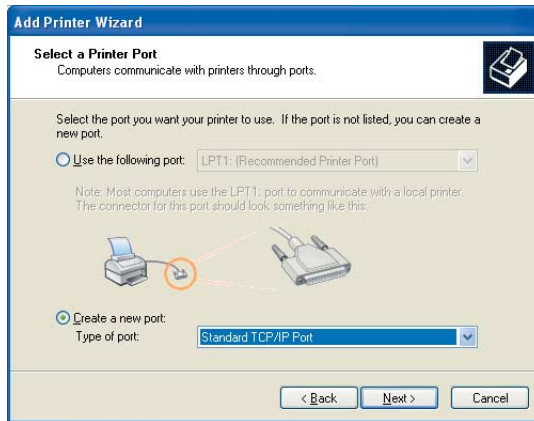 Add Printer Wizard
Select a Printer Port
Computers communicate with printers through ports.
Select the port you want your printer to use. If the port is not listed, you can create a
new port.
Use the following port: LPT1: (Recommended Printer Port)
Note: Most computers use the LPT1: port to communicate with a local printer.
The connector for this port should look something like this:
Create a new port:
Type of port: Standard TCP/IP Port
< Back Next > Cancel